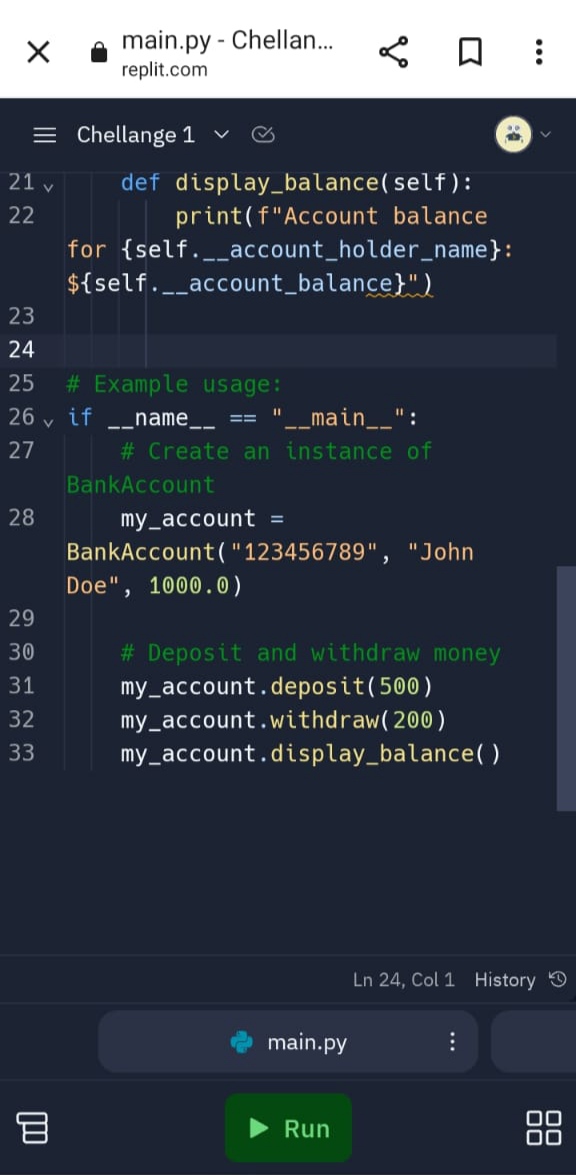 main.py - Chellan...
replit.com
Chellange 1
21 def display_balance(self):
22 print(f"Account balance
for {self.__account_holder_name}:
${self.__account_balance}")
23
24
25 # Example usage:
26 if __name__ == "__main__":
27 # Create an instance of
BankAccount
28 my_account =
BankAccount("123456789", "John
Doe", 1000.0)
29
30 # Deposit and withdraw money
31 my_account.deposit(500)
32 my_account.withdraw(200)
33 my_account.display_balance()
Ln 24, Col 1 History
main.py
Run